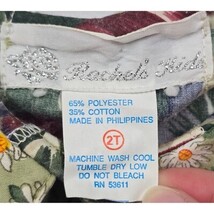 Rachel's Kids
65% POLYESTER
35% COTTON
MADE IN PHILIPPINES
2T
MACHINE WASH COOL
TUMBLE DRY LOW
DO NOT BLEACH
RN 53611